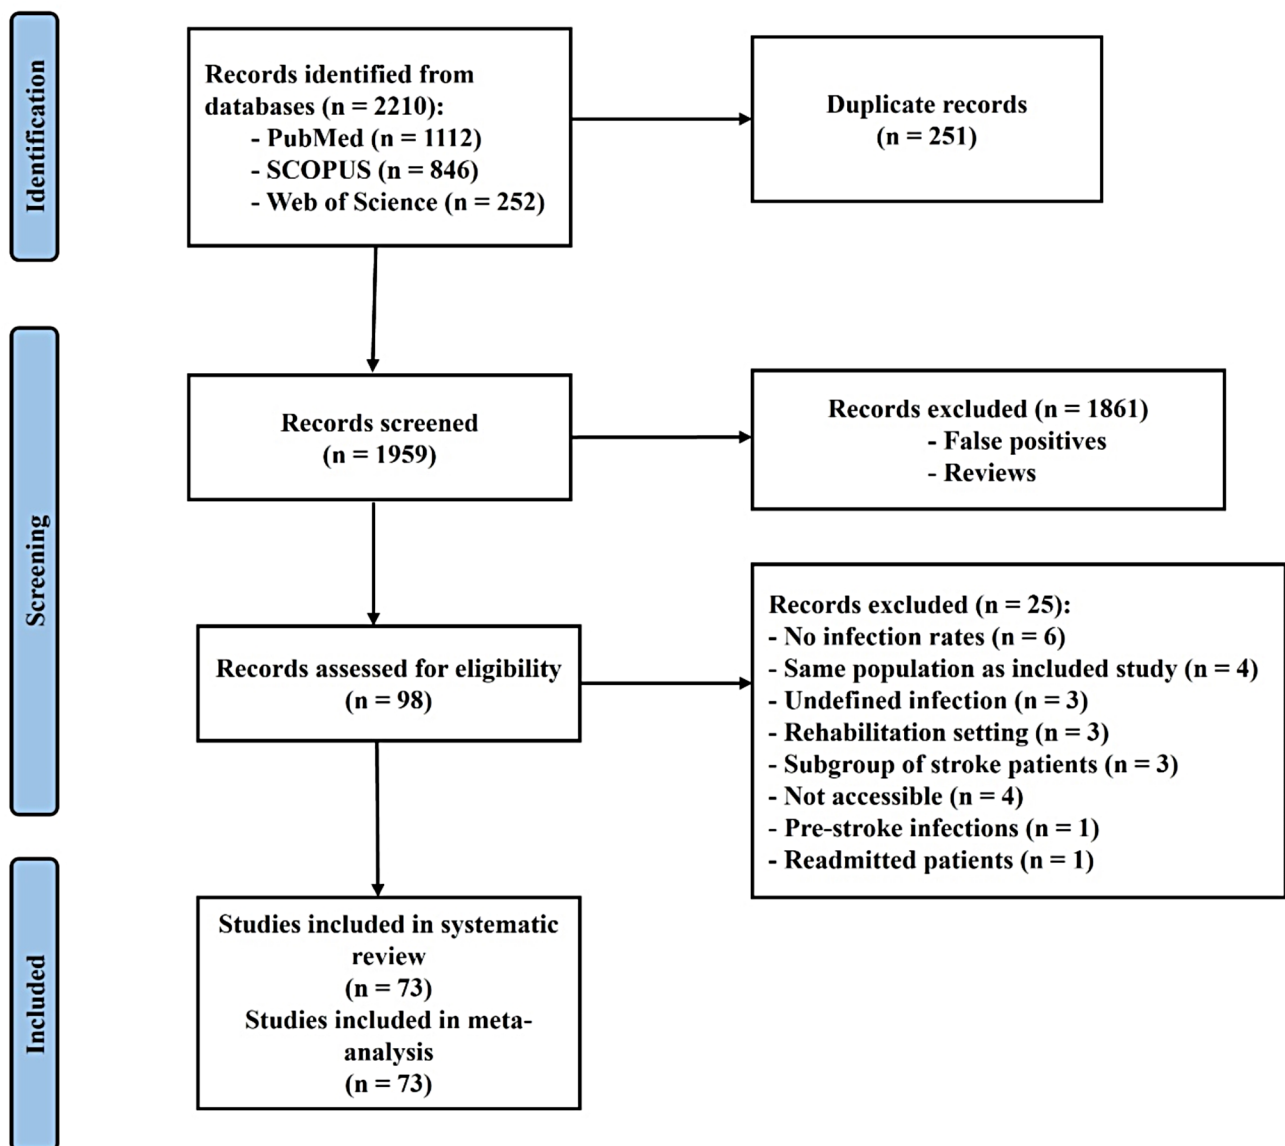 Identification
Records identified from
databases (n = 2210):
- PubMed (n = 1112)
- SCOPUS (n = 846)
- Web of Science (n = 252)
Duplicate records
(n = 251)
Screening
Records screened
(n = 1959)
Records excluded (n = 1861)
- False positives
- Reviews
Records assessed for eligibility
(n = 98)
Records excluded (n = 25):
- No infection rates (n = 6)
- Same population as included study (n = 4)
- Undefined infection (n = 3)
- Rehabilitation setting (n = 3)
- Subgroup of stroke patients (n = 3)
- Not accessible (n = 4)
- Pre-stroke infections (n = 1)
- Readmitted patients (n = 1)
Included
Studies included in systematic
review
(n = 73)
Studies included in meta-
analysis
(n = 73)